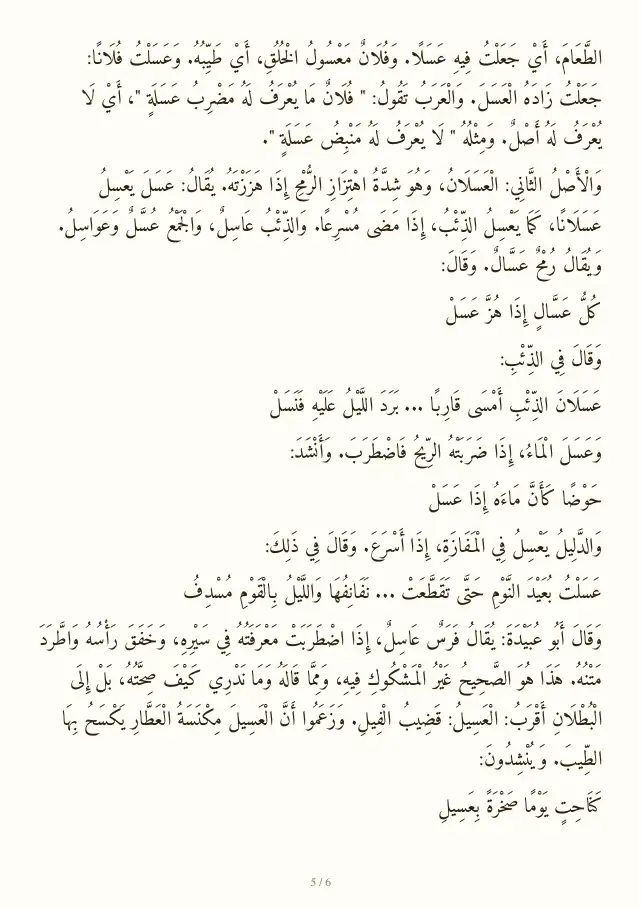 الطَّعَامَ، أَيْ جَعَلْتُ فِيهِ عَسَلًا. وَفُلَانٌ مَعْسُولُ الْخُلُقِ، أَيْ طَيِّبُهُ. وَعَسَلْتُ فُلَانًا:
جَعَلْتُ زَادَهُ الْعَسَلَ. وَالْعَرَبُ تَقُولُ: " فُلَانٌ مَا يُعْرَفُ لَهُ مَضْرِبُ عَسَلَةٍ "، أَيْ لَا
يُعْرَفُ لَهُ أَصْلٌ. وَمِثْلُهُ " لَا يُعْرَفُ لَهُ مَنْبِضُ عَسَلَةٍ ".
وَالْأَصْلُ الثَّانِي: الْعَسَلَانُ، وَهُوَ شِدَّةُ اهْتِزَازِ الرُّمْحِ إِذَا هَزَزْتَهُ. يُقَالُ: عَسَلَ يَعْسِلُ
عَسَلَانًا، كَمَا يَعْسِلُ الذِّئْبُ، إِذَا مَضَى مُسْرِعًا. وَالذِّئْبُ عَاسِلٌ، وَالْجَمْعُ عُسَّلٌ وَعَوَاسِلُ.
وَيُقَالُ رُمْحٌ عَسَّالٌ. وَقَالَ:
كُلُّ عَسَّالٍ إِذَا هُزَّ عَسَلْ
وَقَالَ فِي الذِّئْبِ:
عَسَلَانَ الذِّئْبِ أَمْسَى قَارِبًا ... بَرَدَ اللَّيْلُ عَلَيْهِ فَنَسَلْ
وَعَسَلَ الْمَاءُ، إِذَا ضَرَبَتْهُ الرِّيحُ فَاضْطَرَبَ. وَأَنْشَدَ:
حَوْضًا كَأَنَّ مَاءَهُ إِذَا عَسَلْ
وَالدَّلِيلُ يَعْسِلُ فِي الْمَفَازَةِ، إِذَا أَسْرَعَ. وَقَالَ فِي ذَلِكَ:
عَسَلْتُ بُعَيْدَ النَّوْمِ حَتَّى تَقَطَّعَتْ ... نَفَانِفُهَا وَاللَّيْلُ بِالْقَوْمِ مُسْدِفُ
وَقَالَ أَبُو عُبَيْدَةَ: يُقَالُ فَرَسٌ عَاسِلٌ، إِذَا اضْطَرَبَتْ مَعْرَفَتُهُ فِي سَيْرِهِ، وَخَفَقَ رَأْسُهُ وَاطَّرَدَ
مَتْنُهُ. هَذَا هُوَ الصَّحِيحُ غَيْرُ الْمَشْكُوكِ فِيهِ، وَمِمَّا قَالَهُ وَمَا نَدْرِي كَيْفَ صِحَّتُهُ، بَلْ إِلَى
الْبُطْلَانِ أَقْرَبُ: الْعَسِيلُ: قَضِيبُ الْفِيلِ. وَزَعَمُوا أَنَّ الْعَسِيلَ مِكْنَسَةُ الْعَطَّارِ يَكْسَحُ بِهَا
الطِّيبَ. وَيُنْشِدُونَ:
كَنَاحِتٍ يَوْمًا صَخْرَةً بِعَسِيلِ
5 / 6